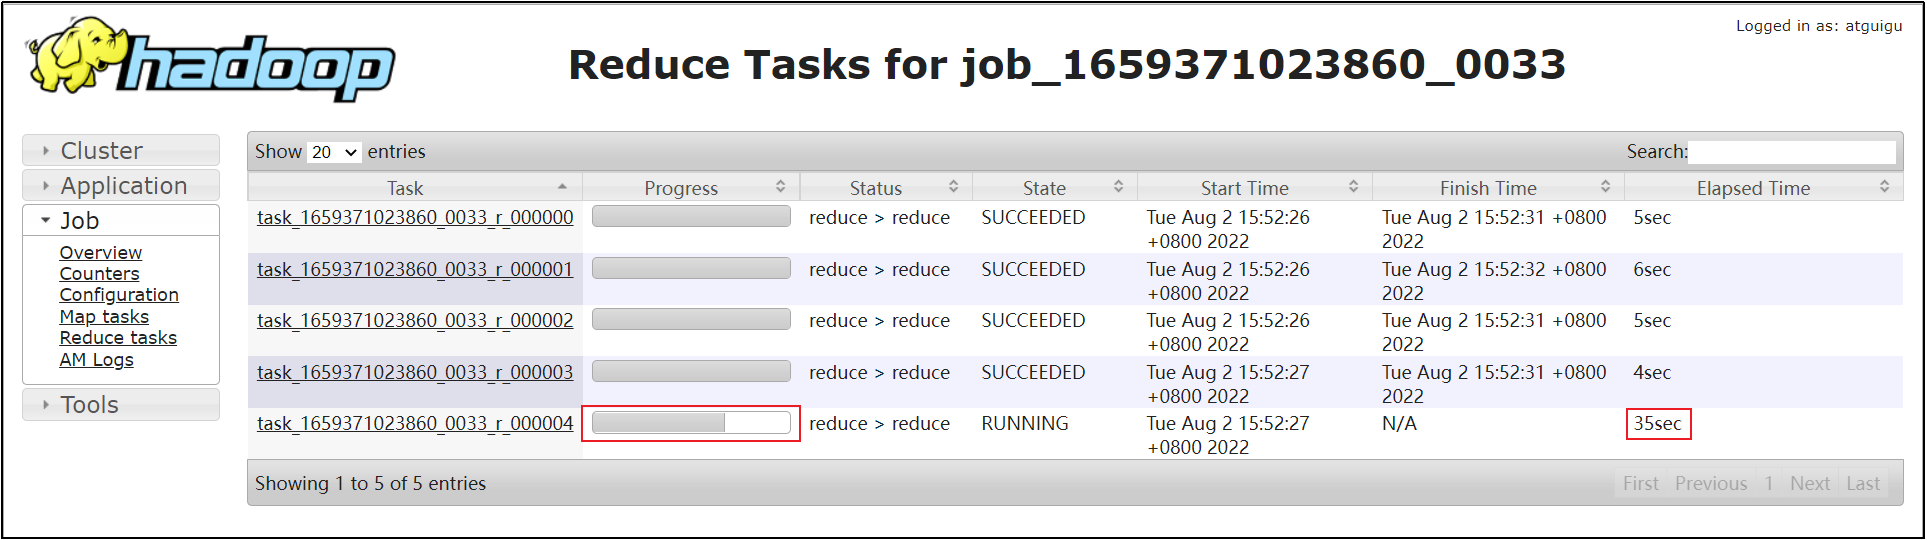 Logged in as: atguigu
hadoop
Reduce Tasks for job_1659371023860_0033
Cluster
Application
Job
Overview
Counters
Configuration
Map tasks
Reduce tasks
AM Logs
Tools
Show 20 entries Search:
Task Progress Status State Start Time Finish Time Elapsed Time
task_1659371023860_0033_r_000000 reduce > reduce SUCCEEDED Tue Aug 2 15:52:26 Tue Aug 2 15:52:31 +0800 5sec
+0800 2022 2022
task_1659371023860_0033_r_000001 reduce > reduce SUCCEEDED Tue Aug 2 15:52:26 Tue Aug 2 15:52:32 +0800 6sec
+0800 2022 2022
task_1659371023860_0033_r_000002 reduce > reduce SUCCEEDED Tue Aug 2 15:52:26 Tue Aug 2 15:52:31 +0800 5sec
+0800 2022 2022
task_1659371023860_0033_r_000003 reduce > reduce SUCCEEDED Tue Aug 2 15:52:27 Tue Aug 2 15:52:31 +0800 4sec
+0800 2022 2022
task_1659371023860_0033_r_000004 reduce > reduce RUNNING Tue Aug 2 15:52:27 N/A 35sec
+0800 2022
Showing 1 to 5 of 5 entries First Previous 1 Next Last